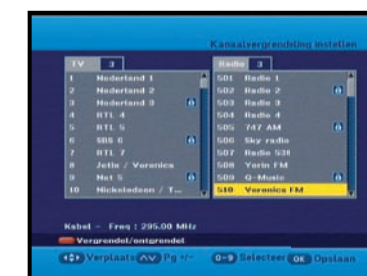 Kanaalvergrendeling instellen
TV 3
1 Nederland 1
2 Nederland 2
3 Nederland 3
4 RTL 4
5 RTL 5
6 SBS 6
7 RTL 7
8 Jetix / Veronica
9 Net 5
10 Nickelodeon / T...
Radio 3
501 Radio 1
502 Radio 2
503 Radio 3
504 Radio 4
505 747 AM
506 Sky radio
507 Radio 538
508 Yorin FM
509 Q-Music
510 Veronica FM
Kabel - Freq : 295.00 MHz
Vergrendel/ontgrendel
Verplaats Pg +/- 0-9 Selecteer OK Opslaan